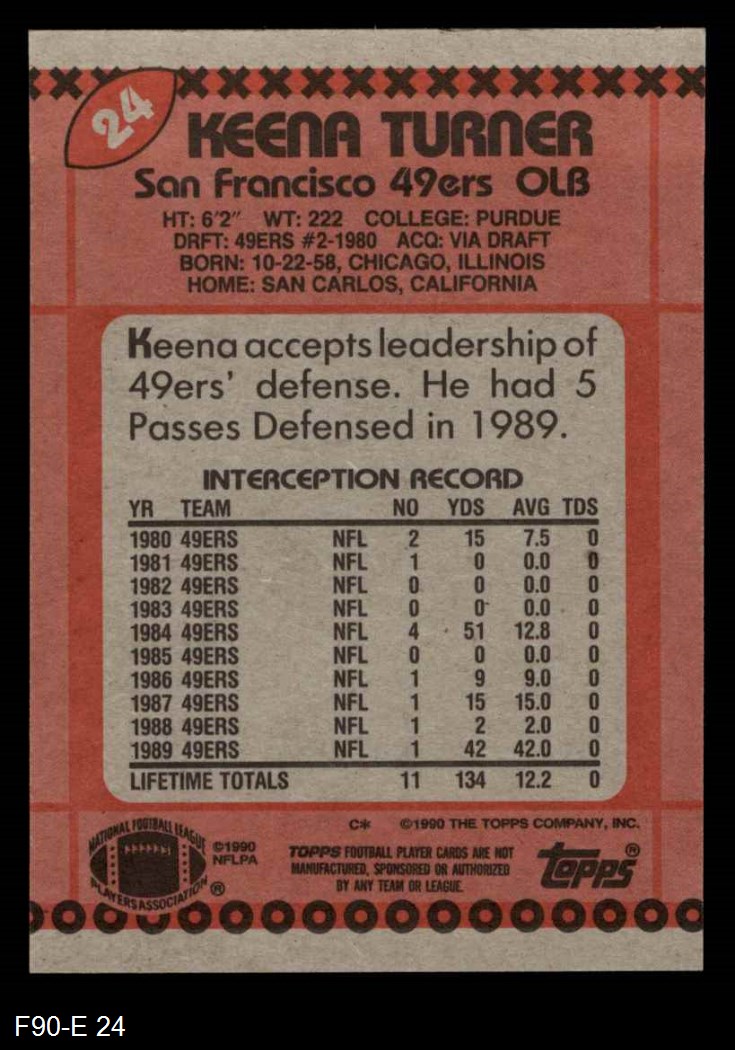 24
KEENA TURNER
San Francisco 49ers OLB
HT: 6'2" WT: 222 COLLEGE: PURDUE
DRFT: 49ERS #2-1980 ACQ: VIA DRAFT
BORN: 10-22-58, CHICAGO, ILLINOIS
HOME: SAN CARLOS, CALIFORNIA
Keena accepts leadership of
49ers' defense. He had 5
Passes Defensed in 1989.
INTERCEPTION RECORD
YR TEAM NO YDS AVG TDS
1980 49ERS NFL 2 15 7.5 0
1981 49ERS NFL 1 0 0.0 0
1982 49ERS NFL 0 0 0.0 0
1983 49ERS NFL 0 0 0.0 0
1984 49ERS NFL 4 51 12.8 0
1985 49ERS NFL 0 0 0.0 0
1986 49ERS NFL 1 9 9.0 0
1987 49ERS NFL 1 15 15.0 0
1988 49ERS NFL 1 2 2.0 0
1989 49ERS NFL 1 42 42.0 0
LIFETIME TOTALS 11 134 12.2 0
C* ©1990 THE TOPPS COMPANY, INC.
NATIONAL FOOTBALL LEAGUE
PLAYERS ASSOCIATION ®
©1990
NFLPA
TOPPS FOOTBALL PLAYER CARDS ARE NOT
MANUFACTURED, SPONSORED OR AUTHORIZED
BY ANY TEAM OR LEAGUE.
Topps®
F90-E 24